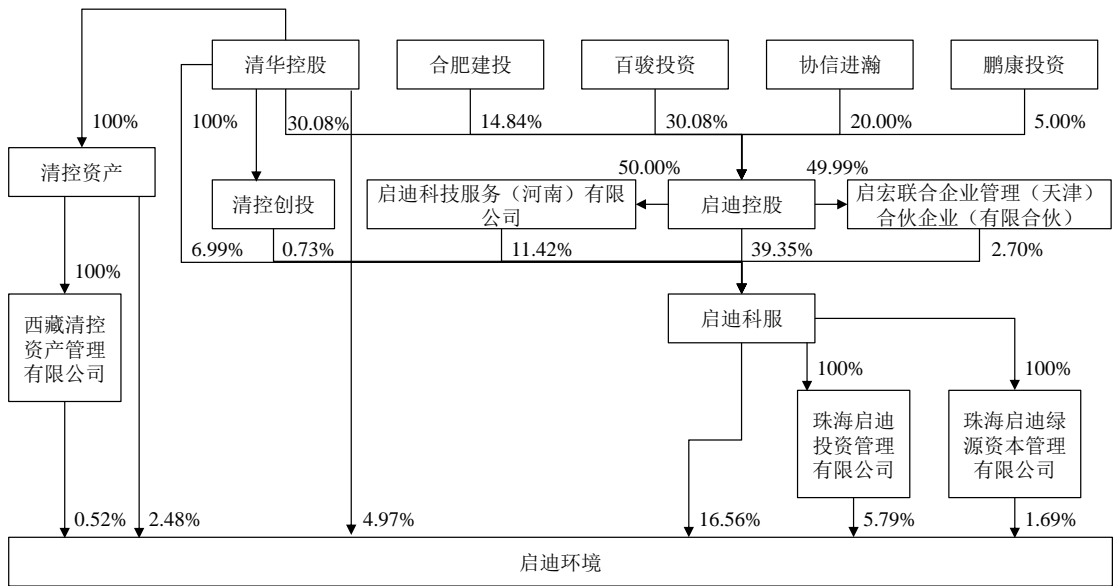 清华控股
合肥建投
百骏投资
协信进瀚
鹏康投资
100%
100%
30.08%
14.84%
30.08%
20.00%
5.00%
清控资产
50.00%
49.99%
清控创投
启迪科技服务（河南）有限
公司
启迪控股
启宏联合企业管理（天津）
合伙企业（有限合伙）
6.99%
0.73%
11.42%
39.35%
2.70%
100%
西藏清控
资产管理
有限公司
启迪科服
100%
100%
珠海启迪
投资管理
有限公司
珠海启迪绿
源资本管理
有限公司
0.52%
2.48%
4.97%
16.56%
5.79%
1.69%
启迪环境